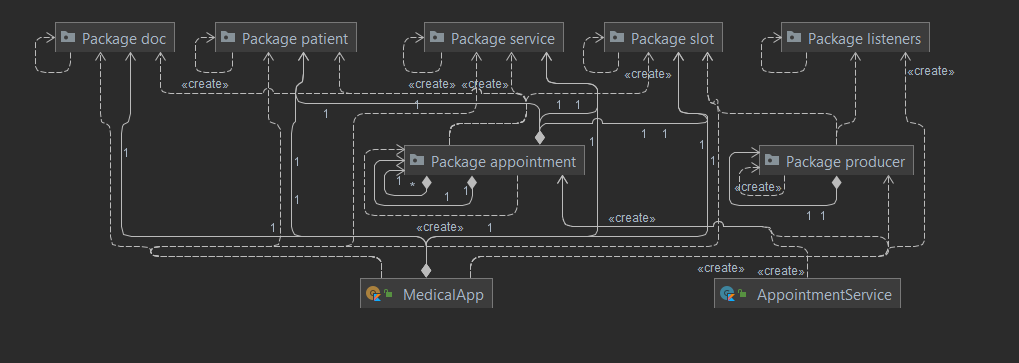 Package doc
Package patient
Package service
Package slot
Package listeners
«create»
«create»
«create»
«create»
«create»
1
1
1
1
1
1
1
1
1
1
Package appointment
Package producer
1
*
1
1
«create»
1
1
1
«create»
1
1
«create»
«create»
«create»
MedicalApp
AppointmentService